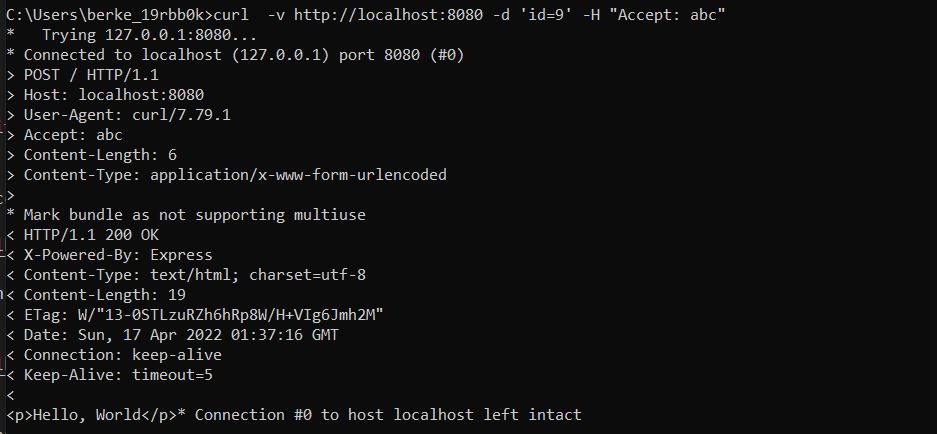 C:\Users\berke_19rbb0k>curl  -v http://localhost:8080 -d 'id=9' -H "Accept: abc"
*   Trying 127.0.0.1:8080...
* Connected to localhost (127.0.0.1) port 8080 (#0)
> POST / HTTP/1.1
> Host: localhost:8080
> User-Agent: curl/7.79.1
> Accept: abc
> Content-Length: 6
> Content-Type: application/x-www-form-urlencoded
>
* Mark bundle as not supporting multiuse
< HTTP/1.1 200 OK
< X-Powered-By: Express
< Content-Type: text/html; charset=utf-8
< Content-Length: 19
< ETag: W/"13-0STLzuRZh6hRp8W/H+VIg6Jmh2M"
< Date: Sun, 17 Apr 2022 01:37:16 GMT
< Connection: keep-alive
< Keep-Alive: timeout=5
<
<p>Hello, World</p>* Connection #0 to host localhost left intact